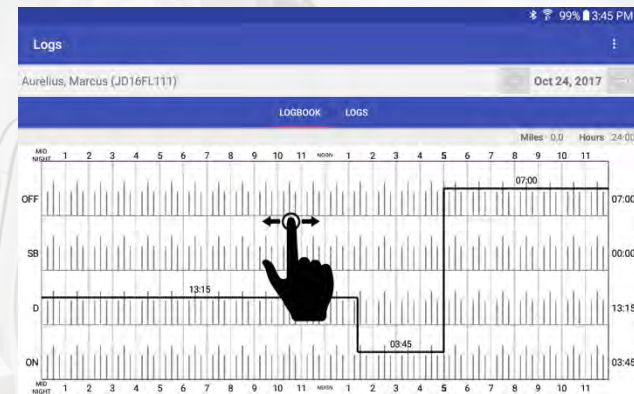 99% 3:45 PM
Logs
Aurelius, Marcus (JD16FL111)
Oct 24, 2017
LOGBOOK LOGS
Miles 0.0 Hours 24:00
MID NIGHT 1 2 3 4 5 6 7 8 9 10 11 NOON 1 2 3 4 5 6 7 8 9 10 11
07:00
OFF 07:00
SB 00:00
13:15
D 13:15
03:45
ON 03:45
MID NIGHT 1 2 3 4 5 6 7 8 9 10 11 NOON 1 2 3 4 5 6 7 8 9 10 11